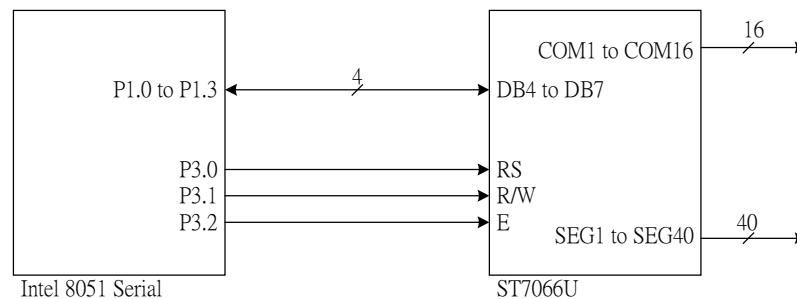 COM1 to COM16
16
P1.0 to P1.3
4
DB4 to DB7
P3.0
RS
P3.1
R/W
P3.2
E
SEG1 to SEG40
40
Intel 8051 Serial
ST7066U